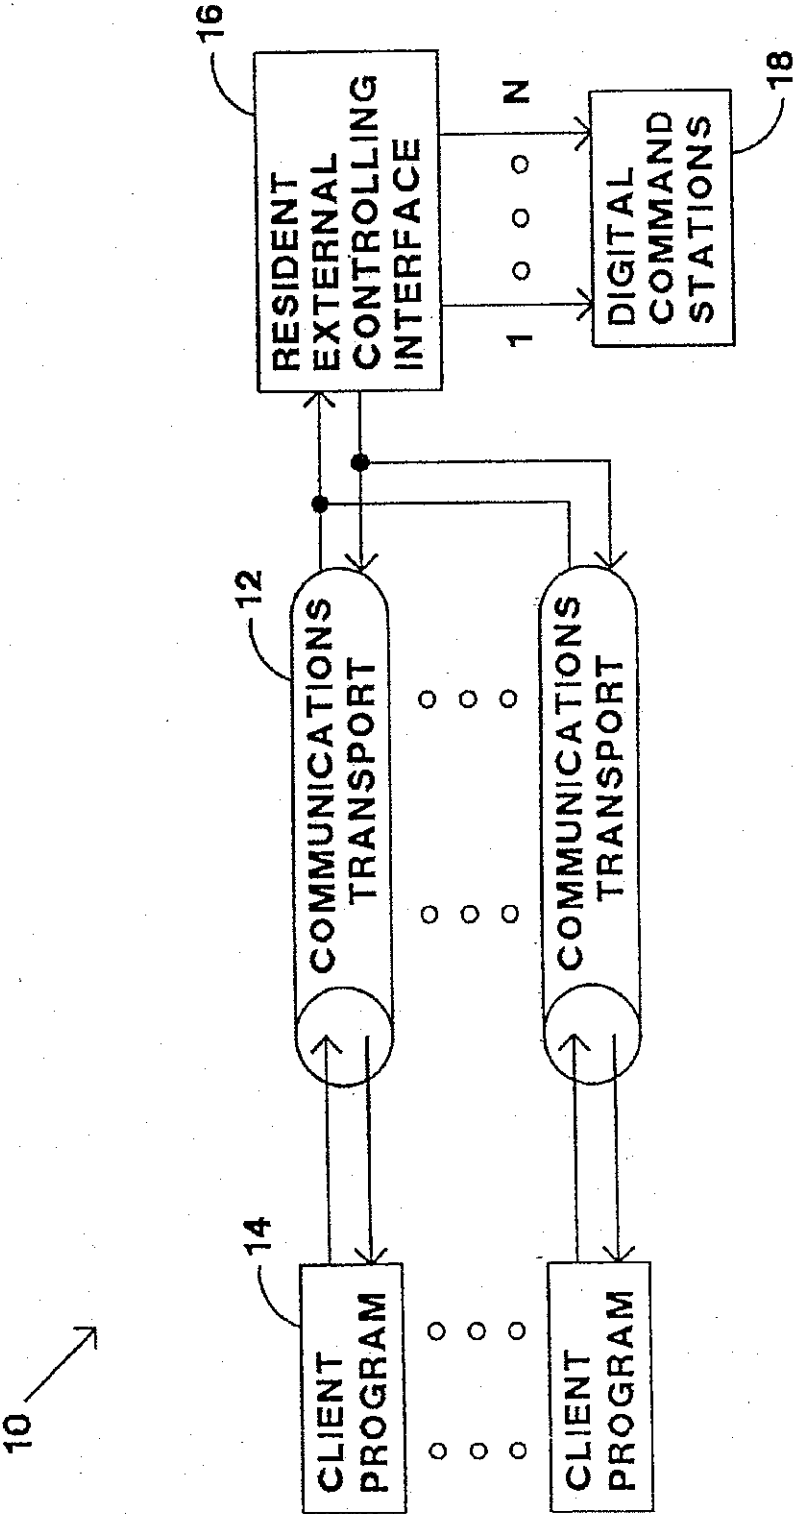 10
14
CLIENT
PROGRAM
12
COMMUNICATIONS
TRANSPORT
16
RESIDENT
EXTERNAL
CONTROLLING
INTERFACE
1
N
DIGITAL
COMMAND
STATIONS
18
CLIENT
PROGRAM
COMMUNICATIONS
TRANSPORT